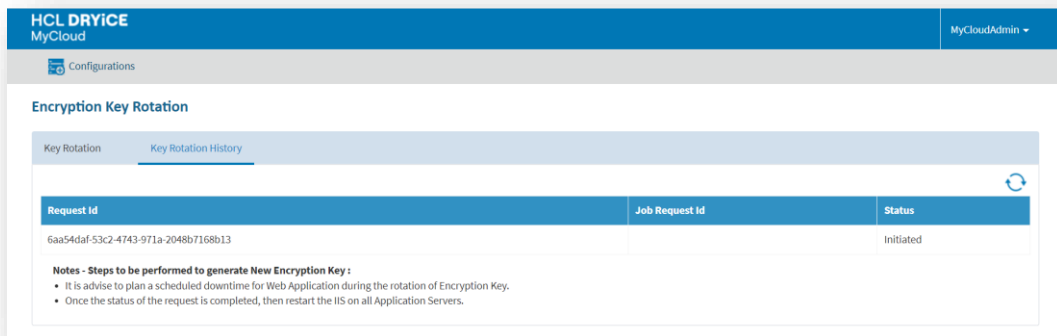 HCL DRYiCE
MyCloud
MyCloudAdmin
Configurations
Encryption Key Rotation
Key Rotation Key Rotation History
Request Id Job Request Id Status
6aa54daf-53c2-4743-971a-2048b7168b13 Initiated
Notes - Steps to be performed to generate New Encryption Key :
• It is advise to plan a scheduled downtime for Web Application during the rotation of Encryption Key.
• Once the status of the request is completed, then restart the IIS on all Application Servers.